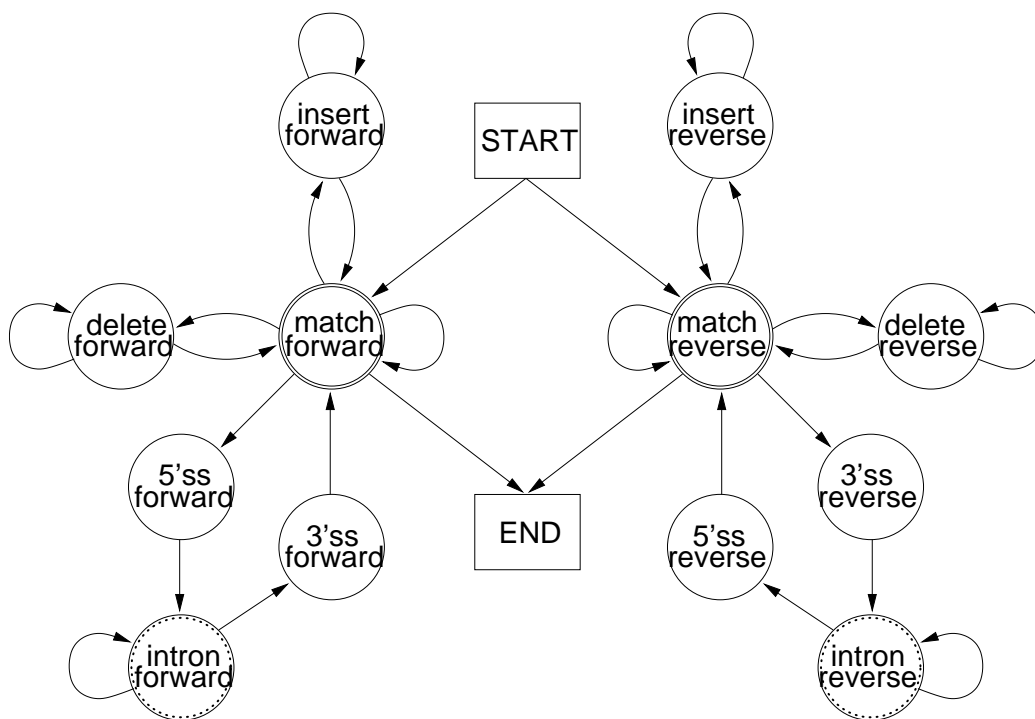 insert
forward
START
insert
reverse
delete
forward
match
forward
match
reverse
delete
reverse
5'ss
forward
3'ss
forward
END
5'ss
reverse
3'ss
reverse
intron
forward
intron
reverse